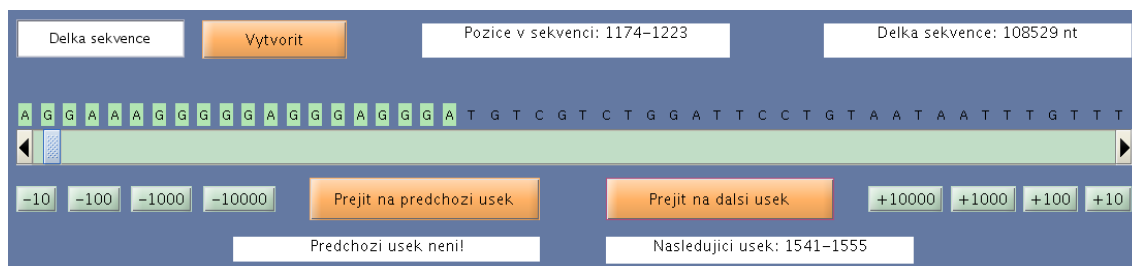 Delka sekvence Vytvorit Pozice v sekvenci: 1174-1223 Delka sekvence: 108529 nt
A G G A A A G G G G G A G G G A G G G A T G T C G T C T G G A T T C C T G T A A T A A T T T G T T T
-10 -100 -1000 -10000 Prejit na predchozi usek Prejit na dalsi usek +10000 +1000 +100 +10
Predchozi usek neni! Nasledujici usek: 1541-1555